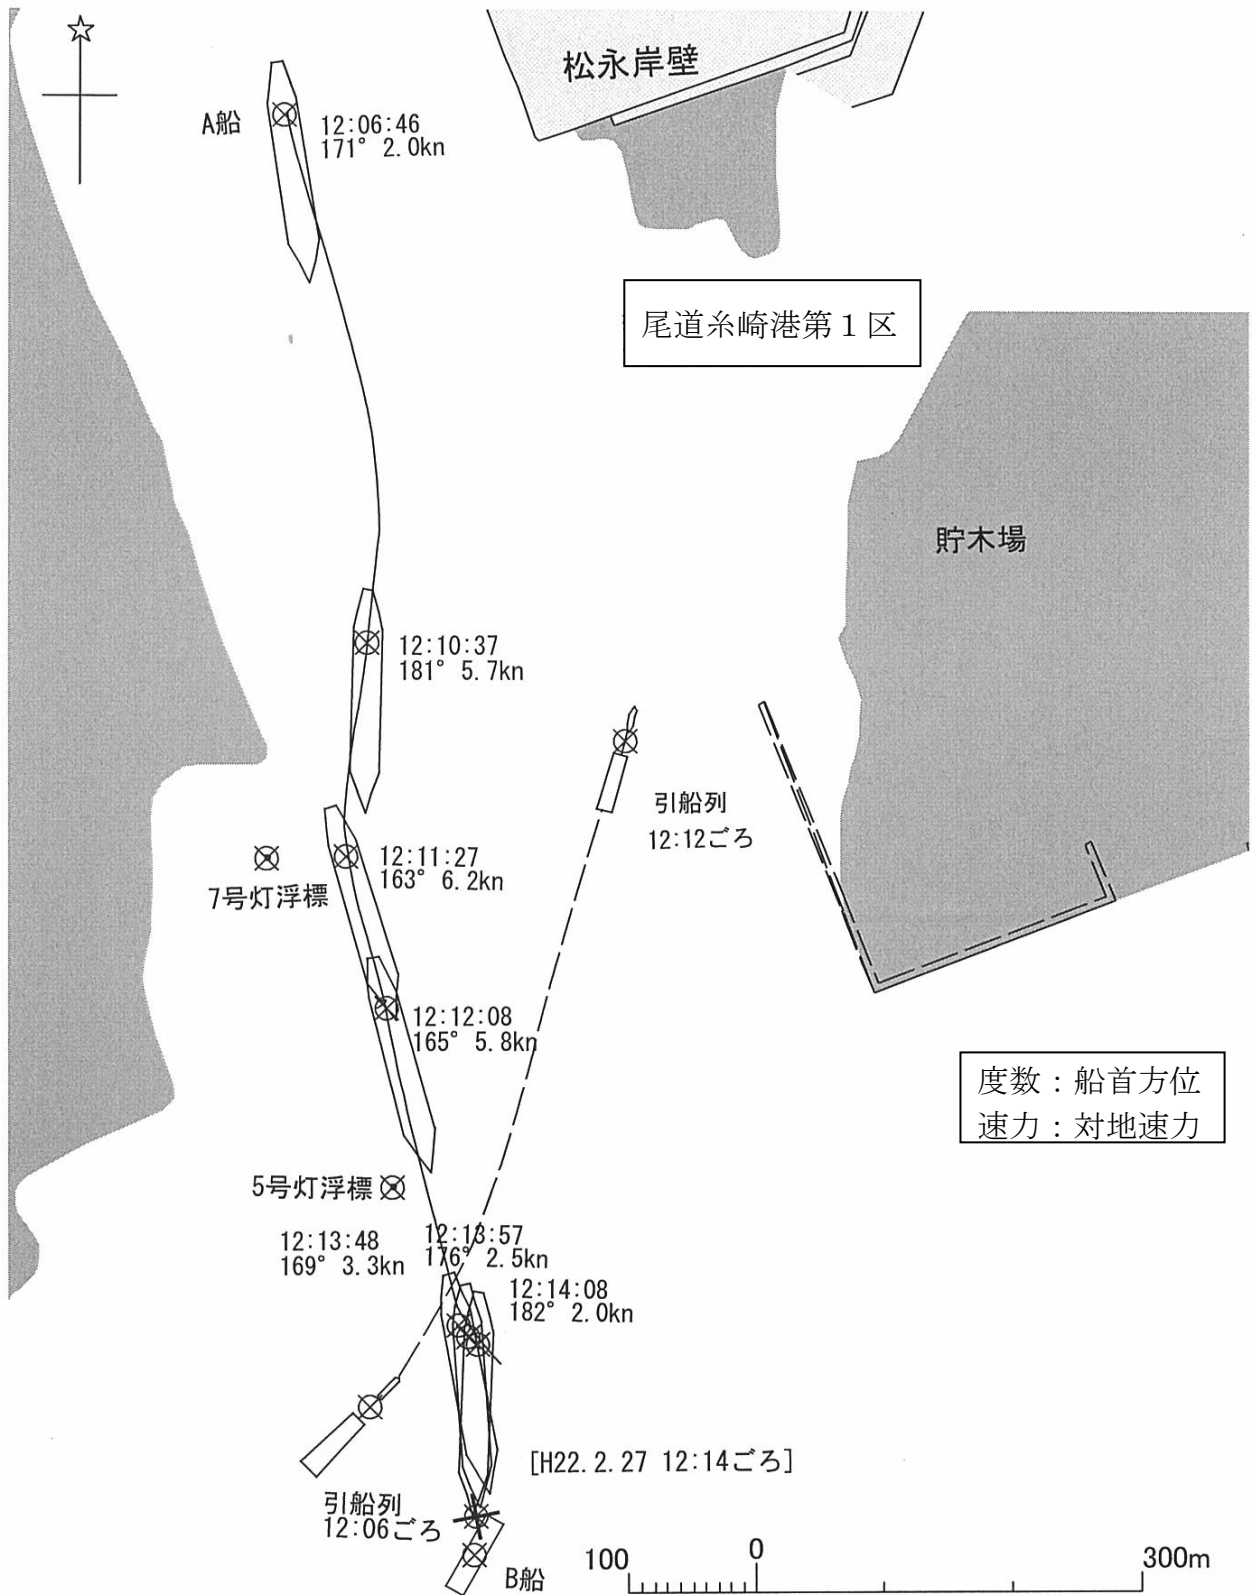 松永岸壁
A船
12:06:46
171° 2.0kn
尾道糸崎港第１区
貯木場
12:10:37
181° 5.7kn
引船列
12:12ごろ
12:11:27
163° 6.2kn
7号灯浮標
12:12:08
165° 5.8kn
度数：船首方位
速力：対地速力
5号灯浮標
12:13:48
169° 3.3kn
12:13:57
176° 2.5kn
12:14:08
182° 2.0kn
[H22.2.27 12:14ごろ]
引船列
12:06ごろ
B船
100 0 300m